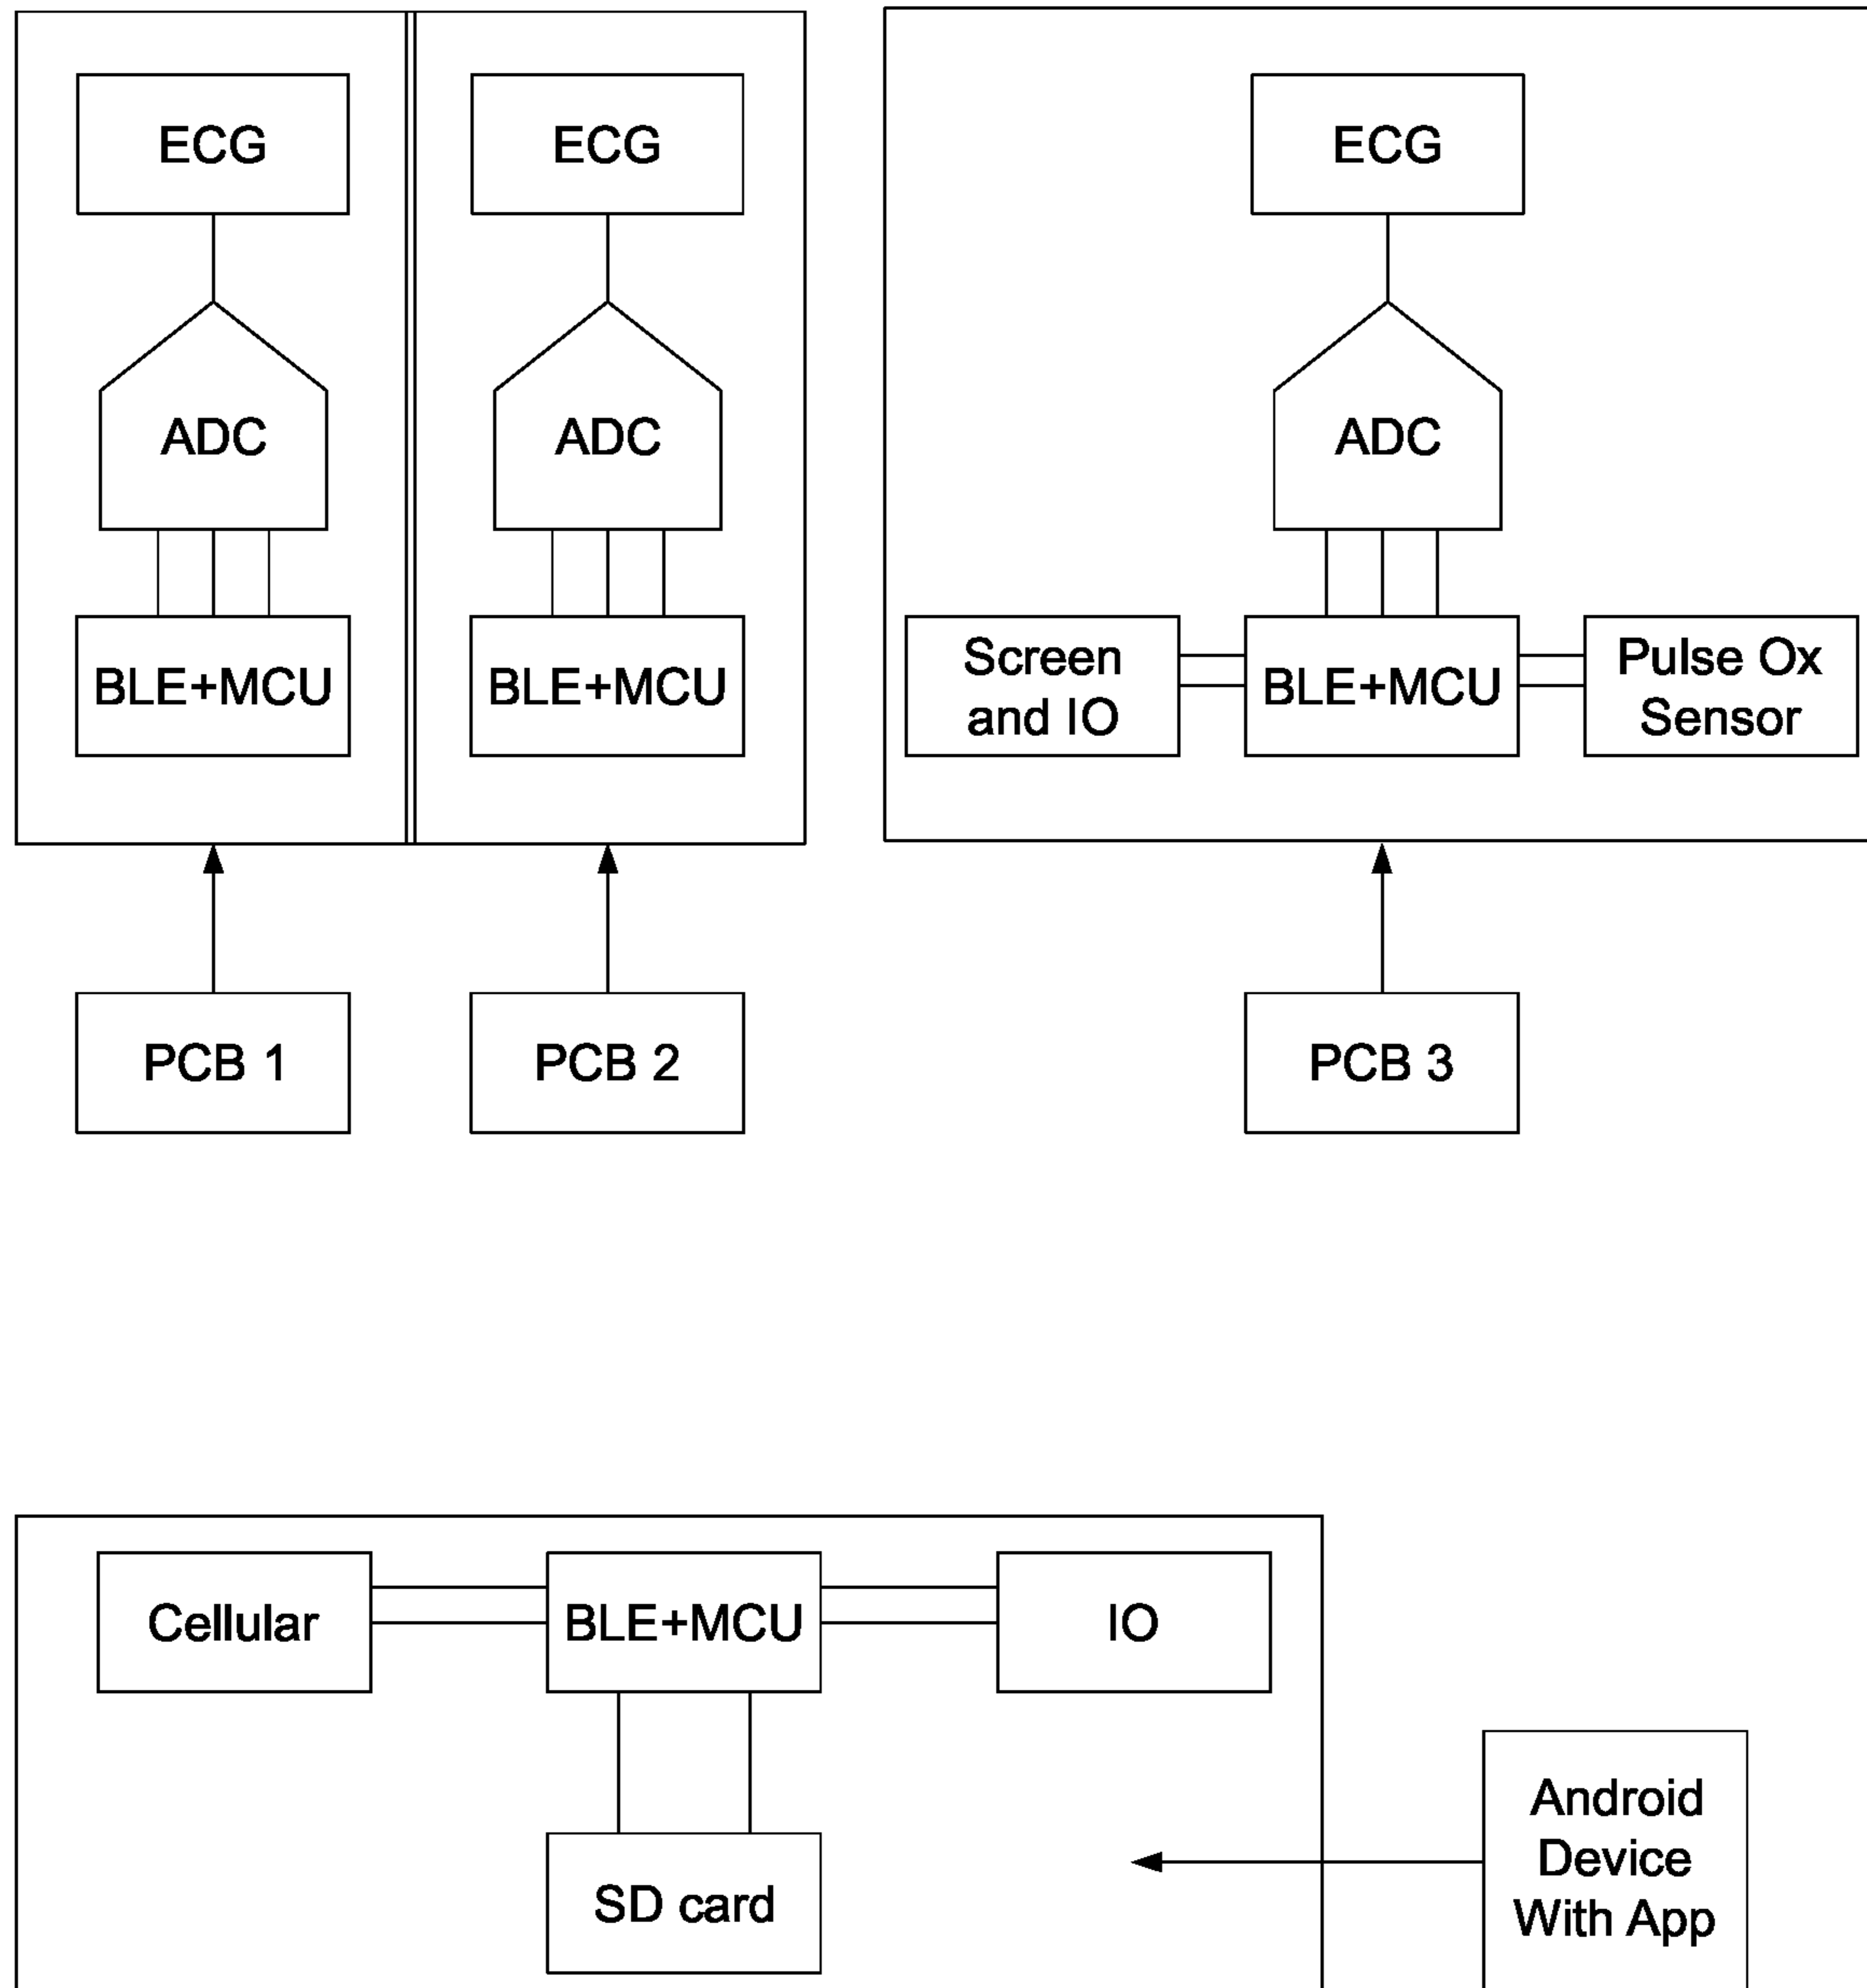 ECG
ECG
ECG
ADC
ADC
ADC
BLE+MCU
BLE+MCU
Screen
and IO
BLE+MCU
Pulse Ox
Sensor
PCB 1
PCB 2
PCB 3
Cellular
BLE+MCU
IO
SD card
Android
Device
With App